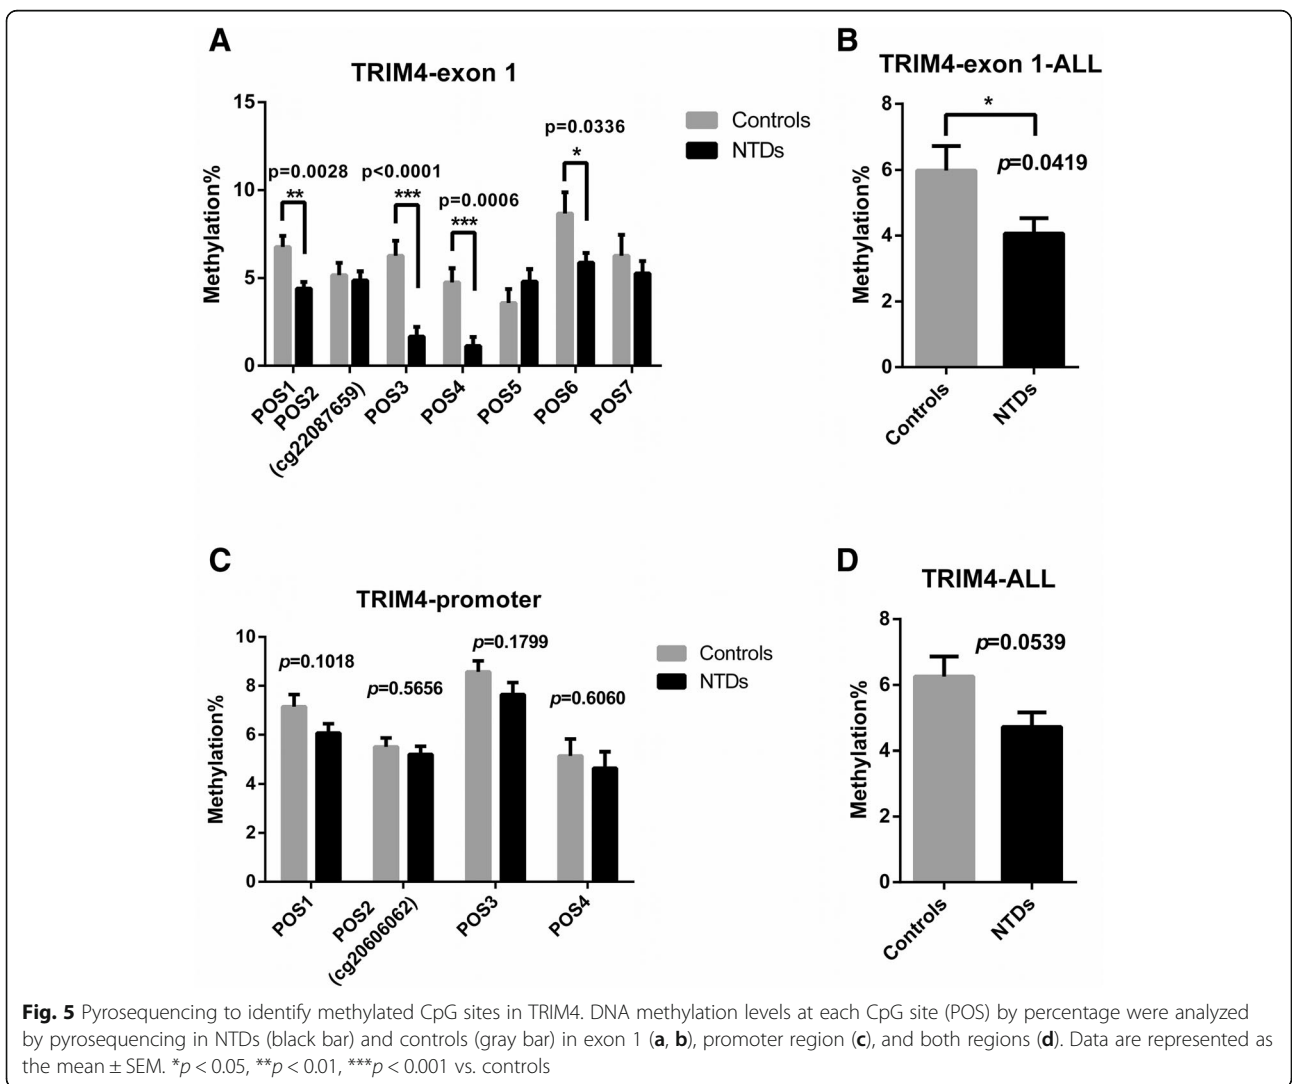 A
TRIM4-exon 1
15
10
5
0
Methylation%
p=0.0028
**
p<0.0001
***
p=0.0006
***
p=0.0336
*
Controls
NTDs
POS1
POS2
(cg22087659)
POS3
POS4
POS5
POS6
POS7
B
TRIM4-exon 1-ALL
8
6
4
2
0
Methylation%
*
p=0.0419
Controls
NTDs
C
TRIM4-promoter
10
8
6
4
2
0
Methylation%
p=0.1018
p=0.5656
p=0.1799
p=0.6060
Controls
NTDs
POS1
POS2
(cg20606062)
POS3
POS4
D
TRIM4-ALL
8
6
4
2
0
Methylation%
p=0.0539
Controls
NTDs
Fig. 5 Pyrosequencing to identify methylated CpG sites in TRIM4. DNA methylation levels at each CpG site (POS) by percentage were analyzed
by pyrosequencing in NTDs (black bar) and controls (gray bar) in exon 1 (a, b), promoter region (c), and both regions (d). Data are represented as
the mean ± SEM. *p < 0.05, **p < 0.01, ***p < 0.001 vs. controls